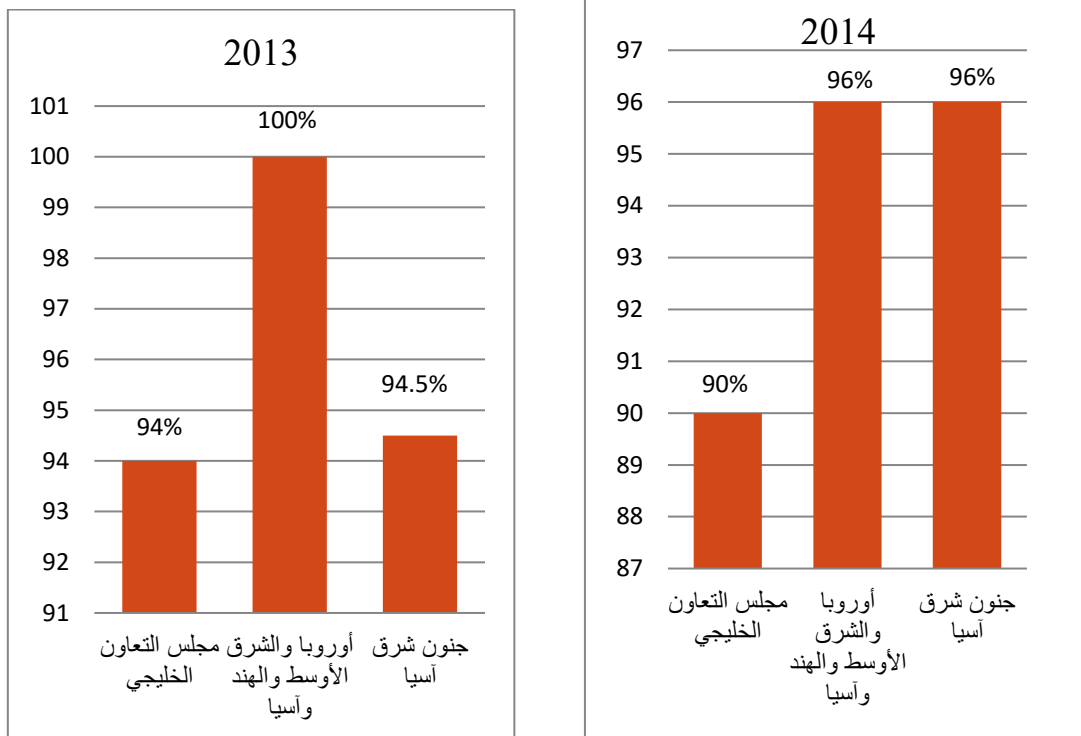 2013
101
100
99
98
97
96
95
94
93
92
91
94%
100%
94.5%
مجلس التعاون
الخليجي
أوروبا والشرق
الأوسط والهند
وآسيا
جنون شرق
آسيا
2014
97
96
95
94
93
92
91
90
89
88
87
90%
96%
96%
مجلس التعاون
الخليجي
أوروبا
والشرق
الأوسط والهند
وآسيا
جنون شرق
آسيا